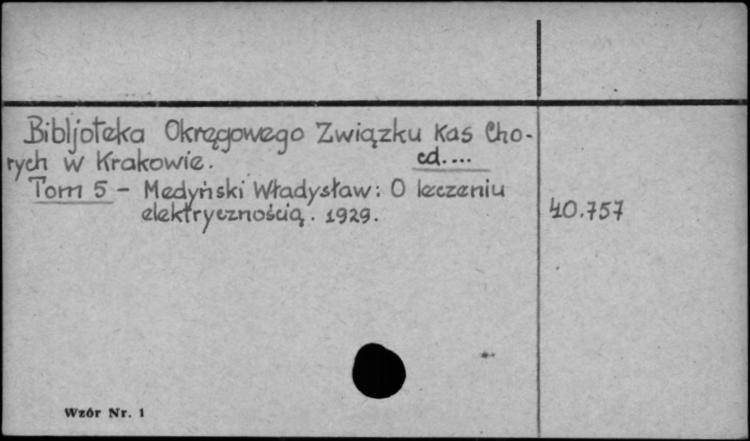 Bibljoteka Okręgowego Związku Kas Cho-
rych w Krakowie. cd....
Tom 5 - Medyński Władysław: O leczeniu
elektrycznością. 1929.
40.757
Wzór Nr. 1